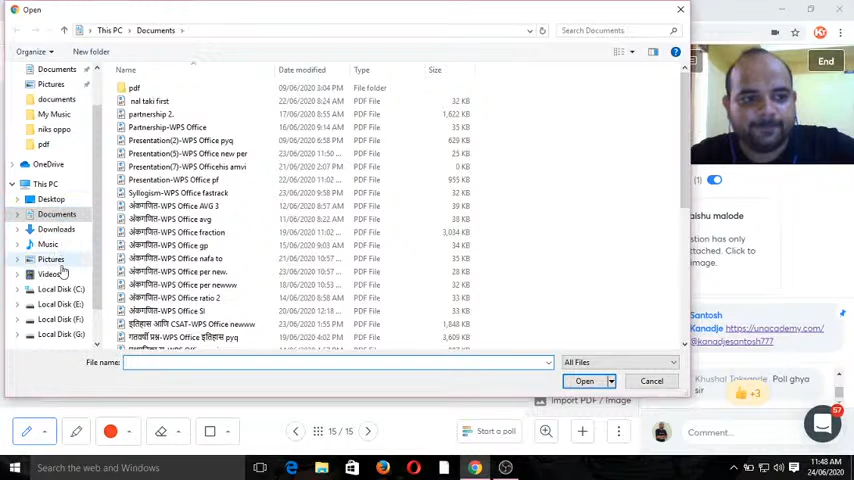 Open
This PC > Documents >
Search Documents
Organize
New folder
Name
Date modified
Type
Size
Documents
Pictures
documents
My Music
niks oppo
pdf
OneDrive
This PC
Desktop
Documents
Downloads
Music
Pictures
Videos
Local Disk (C:)
Local Disk (E:)
Local Disk (F:)
Local Disk (G:)
pdf 09/06/2020 3:04 PM File folder
nal taki first 22/06/2020 8:24 AM PDF File 32 KB
partnership 2. 17/06/2020 8:55 AM PDF File 1,622 KB
Partnership-WPS Office 16/06/2020 9:14 AM PDF File 35 KB
Presentation(2)-WPS Office pyq 09/06/2020 6:58 PM PDF File 629 KB
Presentation(5)-WPS Office new per 23/06/2020 11:50 ... PDF File 25 KB
Presentation(7)-WPS Officehis amvi 21/06/2020 2:07 PM PDF File 0 KB
Presentation-WPS Office pf 22/06/2020 11:02 ... PDF File 955 KB
Syllogism-WPS Office fastrack 23/06/2020 9:58 PM PDF File 32 KB
अंकगणित-WPS Office AVG 3 12/06/2020 8:57 AM PDF File 39 KB
अंकगणित-WPS Office avg 11/06/2020 8:22 AM PDF File 38 KB
अंकगणित-WPS Office fraction 19/06/2020 11:02 ... PDF File 3,034 KB
अंकगणित-WPS Office gp 15/06/2020 9:03 AM PDF File 34 KB
अंकगणित-WPS Office nafa to 21/06/2020 10:57 ... PDF File 35 KB
अंकगणित-WPS Office per new. 23/06/2020 10:57 ... PDF File 28 KB
अंकगणित-WPS Office per newww 18/06/2020 10:53 ... PDF File 32 KB
अंकगणित-WPS Office ratio 2 14/06/2020 8:58 AM PDF File 33 KB
अंकगणित-WPS Office SI 20/06/2020 12:18 ... PDF File 33 KB
इतिहास आणि CSAT-WPS Office newww 23/06/2020 1:55 PM PDF File 1,848 KB
गतवर्षी प्रश्न-WPS Office इतिहास pyq 19/06/2020 4:02 PM PDF File 3,609 KB
File name:
All Files
Open
Cancel
End
(1)
aishu malode
stion has only
attached. Click to
image.
Santosh
Kanadje https://unacademy.com/
@kanadjesantosh777
Khushal Taksande Poll ghya
sir
+3
57
Import PDF / Image
15 / 15
Start a poll
Comment...
Search the web and Windows
11:48 AM
24/06/2020